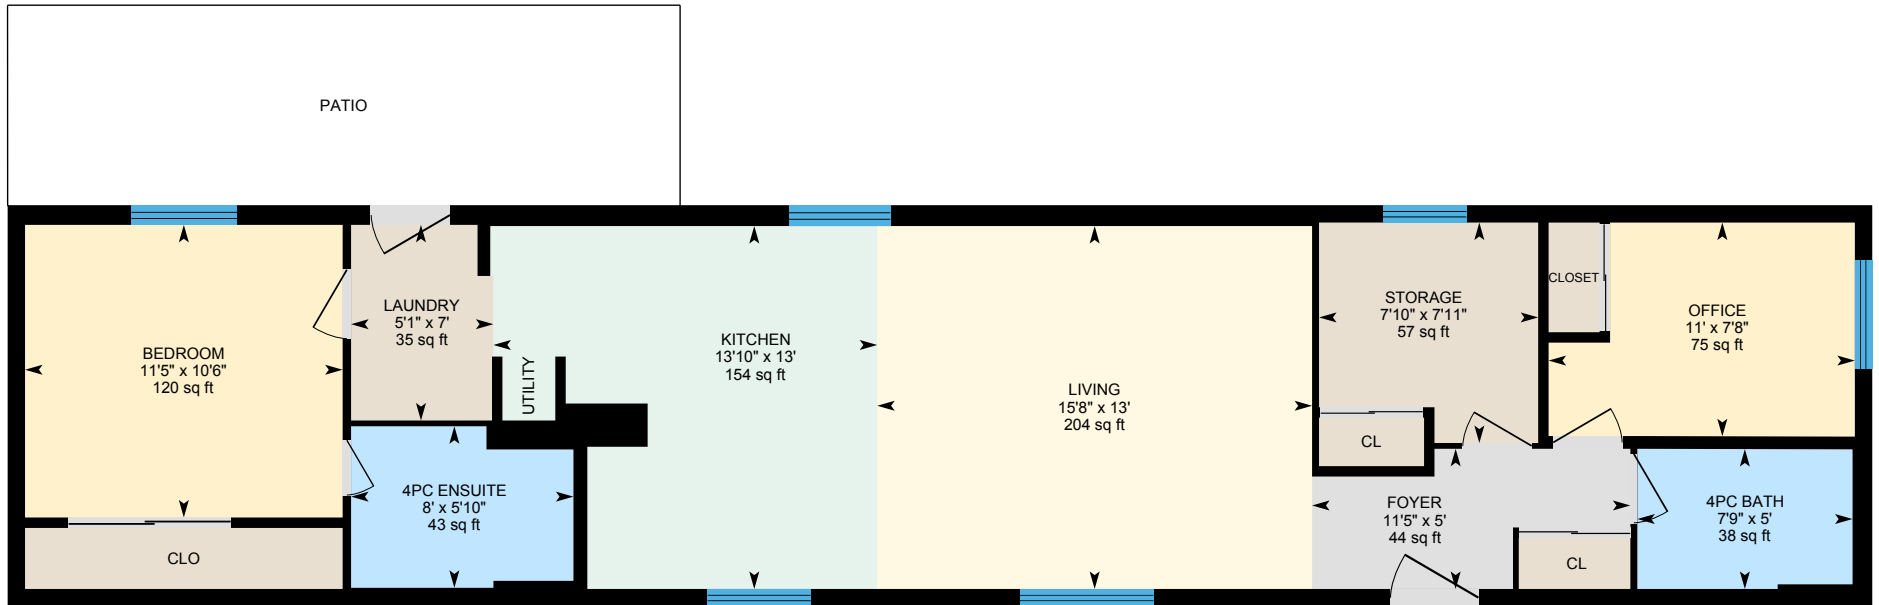 PATIO
BEDROOM
11'5" x 10'6"
120 sq ft
CLO
LAUNDRY
5'1" x 7'
35 sq ft
4PC ENSUITE
8' x 5'10"
43 sq ft
UTILITY
KITCHEN
13'10" x 13'
154 sq ft
LIVING
15'8" x 13'
204 sq ft
STORAGE
7'10" x 7'11"
57 sq ft
CL
FOYER
11'5" x 5'
44 sq ft
CL
CLOSET
OFFICE
11' x 7'8"
75 sq ft
4PC BATH
7'9" x 5'
38 sq ft